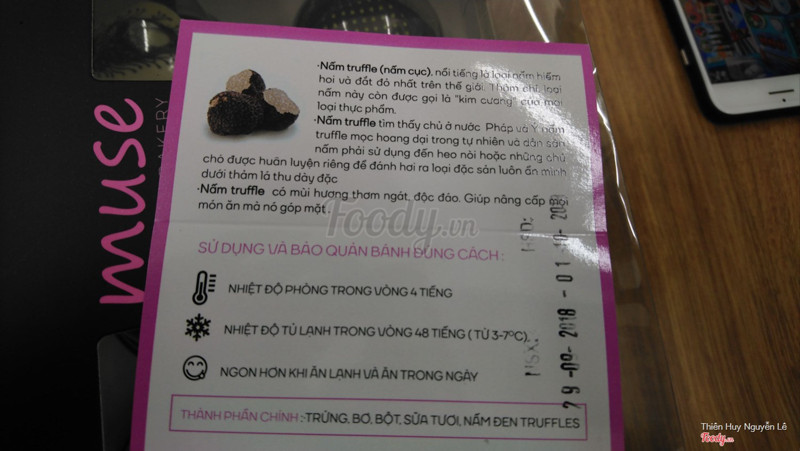 ·Nấm truffle (nấm cục), nổi tiếng là loại nấm hiếm
hoi và đắt đỏ nhất trên thế giới. Thậm chí, loại
nấm này còn được gọi là "kim cương" của mọi
loại thực phẩm.
·Nấm truffle tìm thấy chủ ở nước Pháp và Ý nấm
truffle mọc hoang dại trong tự nhiên và dân săn
nấm phải sử dụng đến heo nòi hoặc những chú
chó được huấn luyện riêng để đánh hơi ra loại đặc sản luôn ẩn mình
dưới thảm lá thu dày đặc
·Nấm truffle có mùi hương thơm ngát, độc đáo. Giúp nâng cấp mọi
món ăn mà nó góp mặt.
Foody.vn
SỬ DỤNG VÀ BẢO QUẢN BÁNH ĐÚNG CÁCH :
NHIỆT ĐỘ PHÒNG TRONG VÒNG 4 TIẾNG
NHIỆT ĐỘ TỦ LẠNH TRONG VÒNG 48 TIẾNG ( TỪ 3-7ºC)
NGON HƠN KHI ĂN LẠNH VÀ ĂN TRONG NGÀY
THÀNH PHẦN CHÍNH :·TRỨNG, BƠ, BỘT, SỮA TƯƠI, NẤM ĐEN TRUFFLES
NSX: HSD:
29-09-2018-01-10-
muse
BAKERY
Thiên Huy Nguyễn Lê
Foody.vn